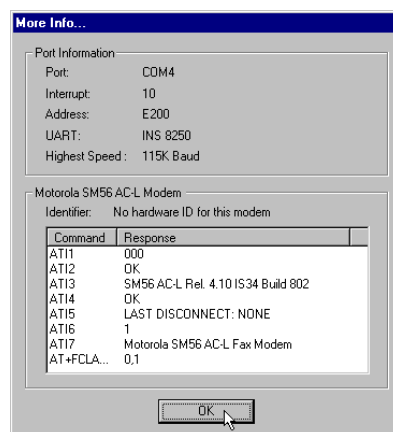 More Info...
Port Information
Port: COM4
Interrupt: 10
Address: E200
UART: INS 8250
Highest Speed : 115K Baud
Motorola SM56 AC-L Modem
Identifier: No hardware ID for this modem
Command Response
ATI1 000
ATI2 OK
ATI3 SM56 AC-L Rel. 4.10 IS34 Build 802
ATI4 OK
ATI5 LAST DISCONNECT: NONE
ATI6 1
ATI7 Motorola SM56 AC-L Fax Modem
AT+FCLA... 0,1
OK